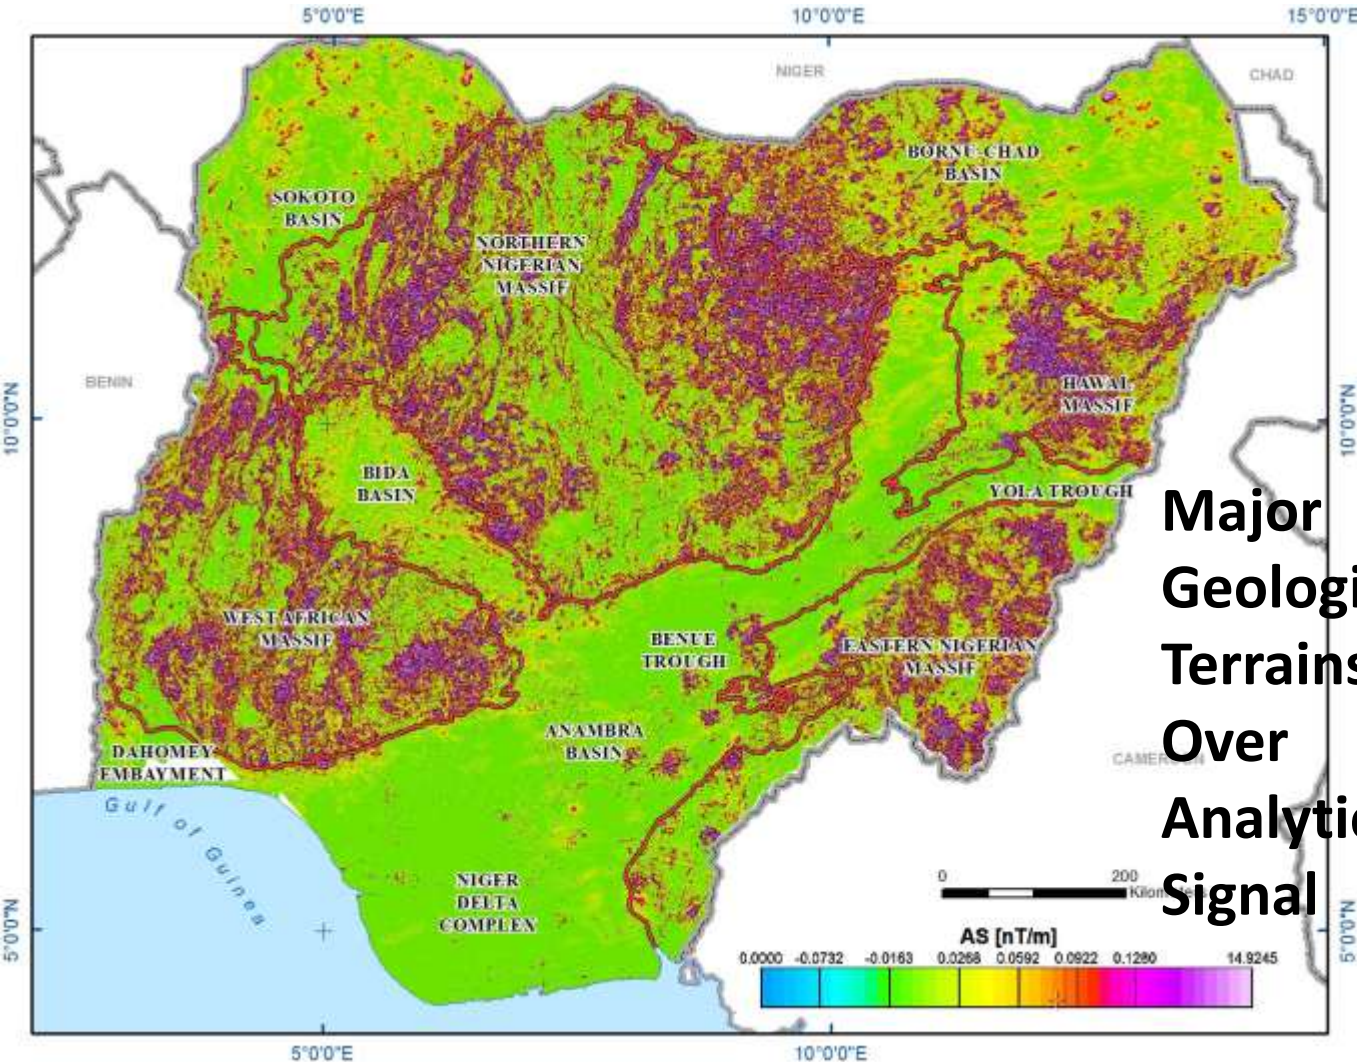 5°0'0"E
10°0'0"E
15°0'0"E
NIGER
CHAD
BORNU-CHAD
BASIN
SOKOTO
BASIN
NORTHERN
NIGERIAN
MASSIF
BENIN
10°0'0"N
10°0'0"N
HAWAL
MASSIF
BIDA
BASIN
YOLA TROUGH
Major
Geologi
Terrains
Over
Analytic
Signal
WEST AFRICAN
MASSIF
BENUE
TROUGH
EASTERN NIGERIAN
MASSIF
ANAMBRA
BASIN
DAHOMEY
EMBAYMENT
CAMEROON
Gulf of Guinea
NIGER
DELTA
COMPLEX
0
200
Kilometers
5°0'0"N
5°0'0"N
AS [nT/m]
0.0000 -0.0732 -0.0163 0.0268 0.0592 0.0922 0.1280 14.9245
5°0'0"E
10°0'0"E